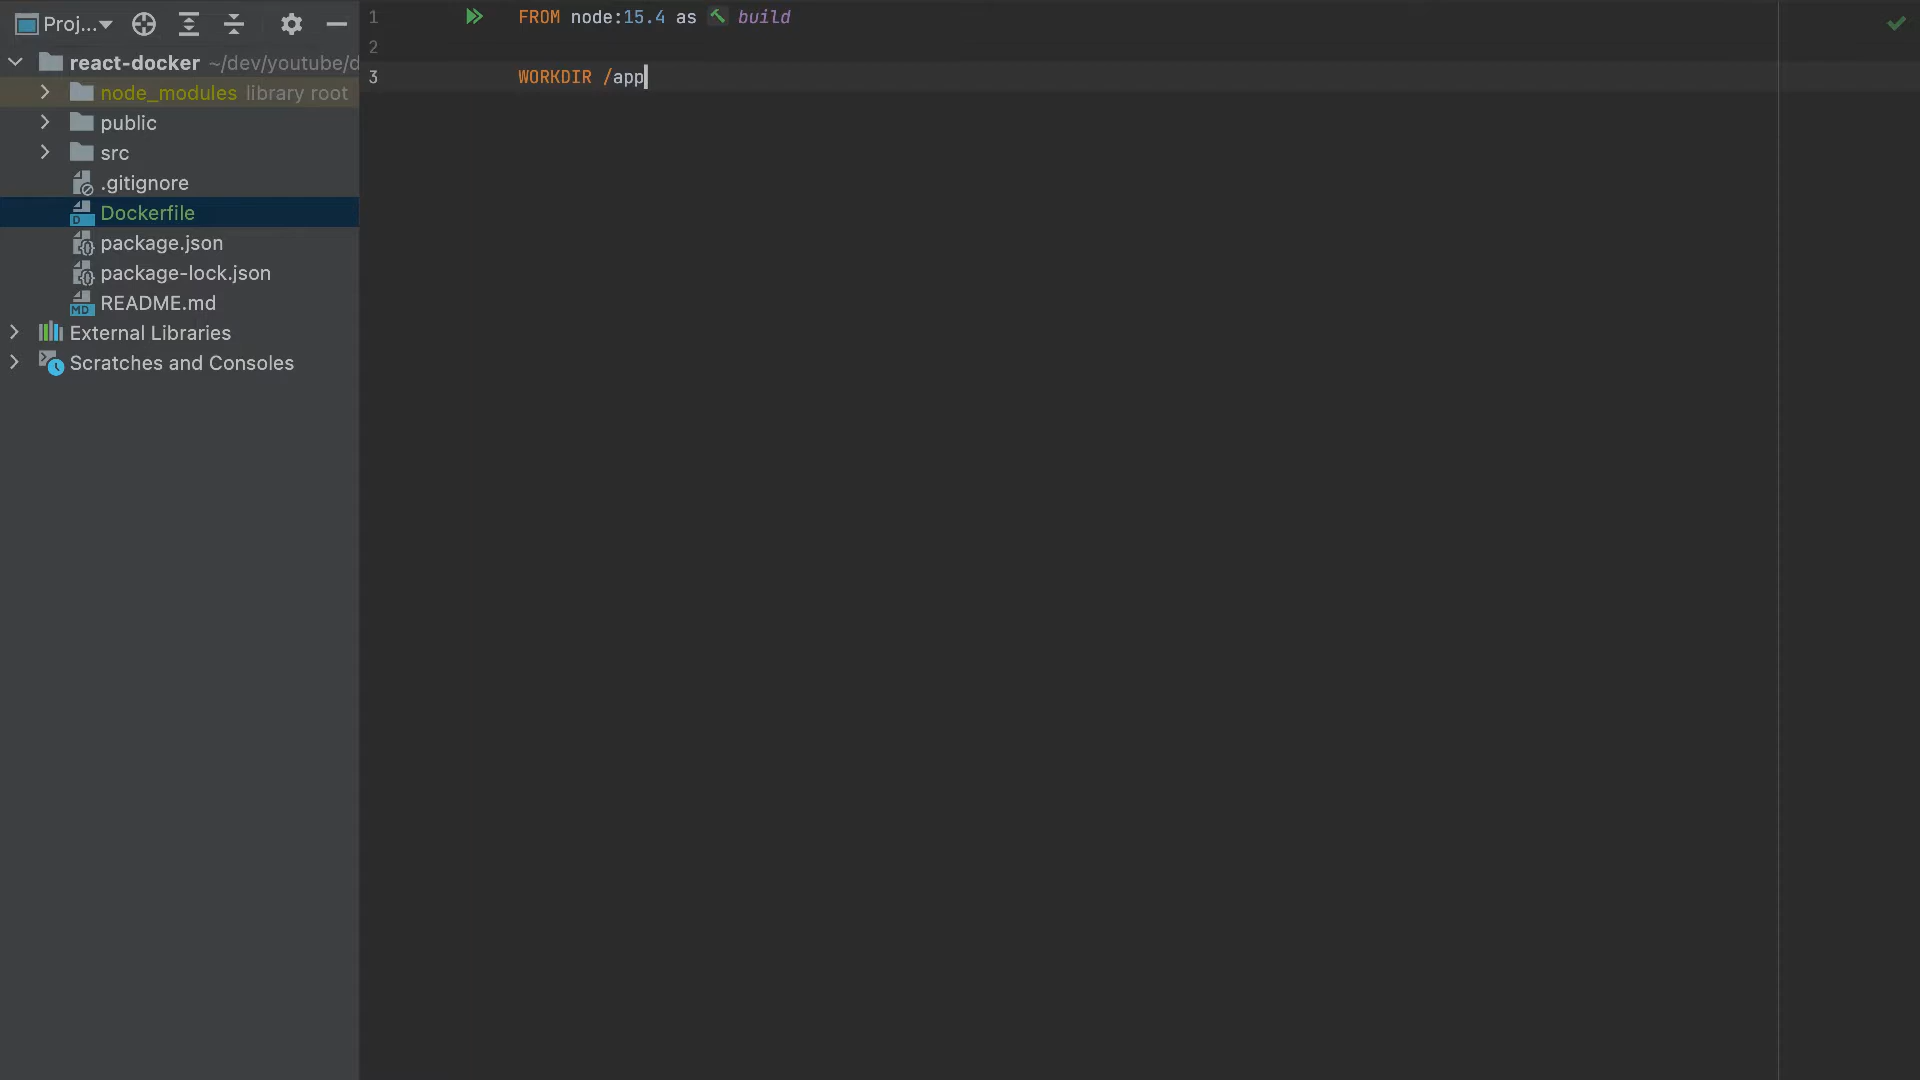 Proj...
react-docker ~/dev/youtube/d
node_modules library root
public
src
.gitignore
Dockerfile
package.json
package-lock.json
README.md
External Libraries
Scratches and Consoles
1 FROM node:15.4 as build
2
3 WORKDIR /app